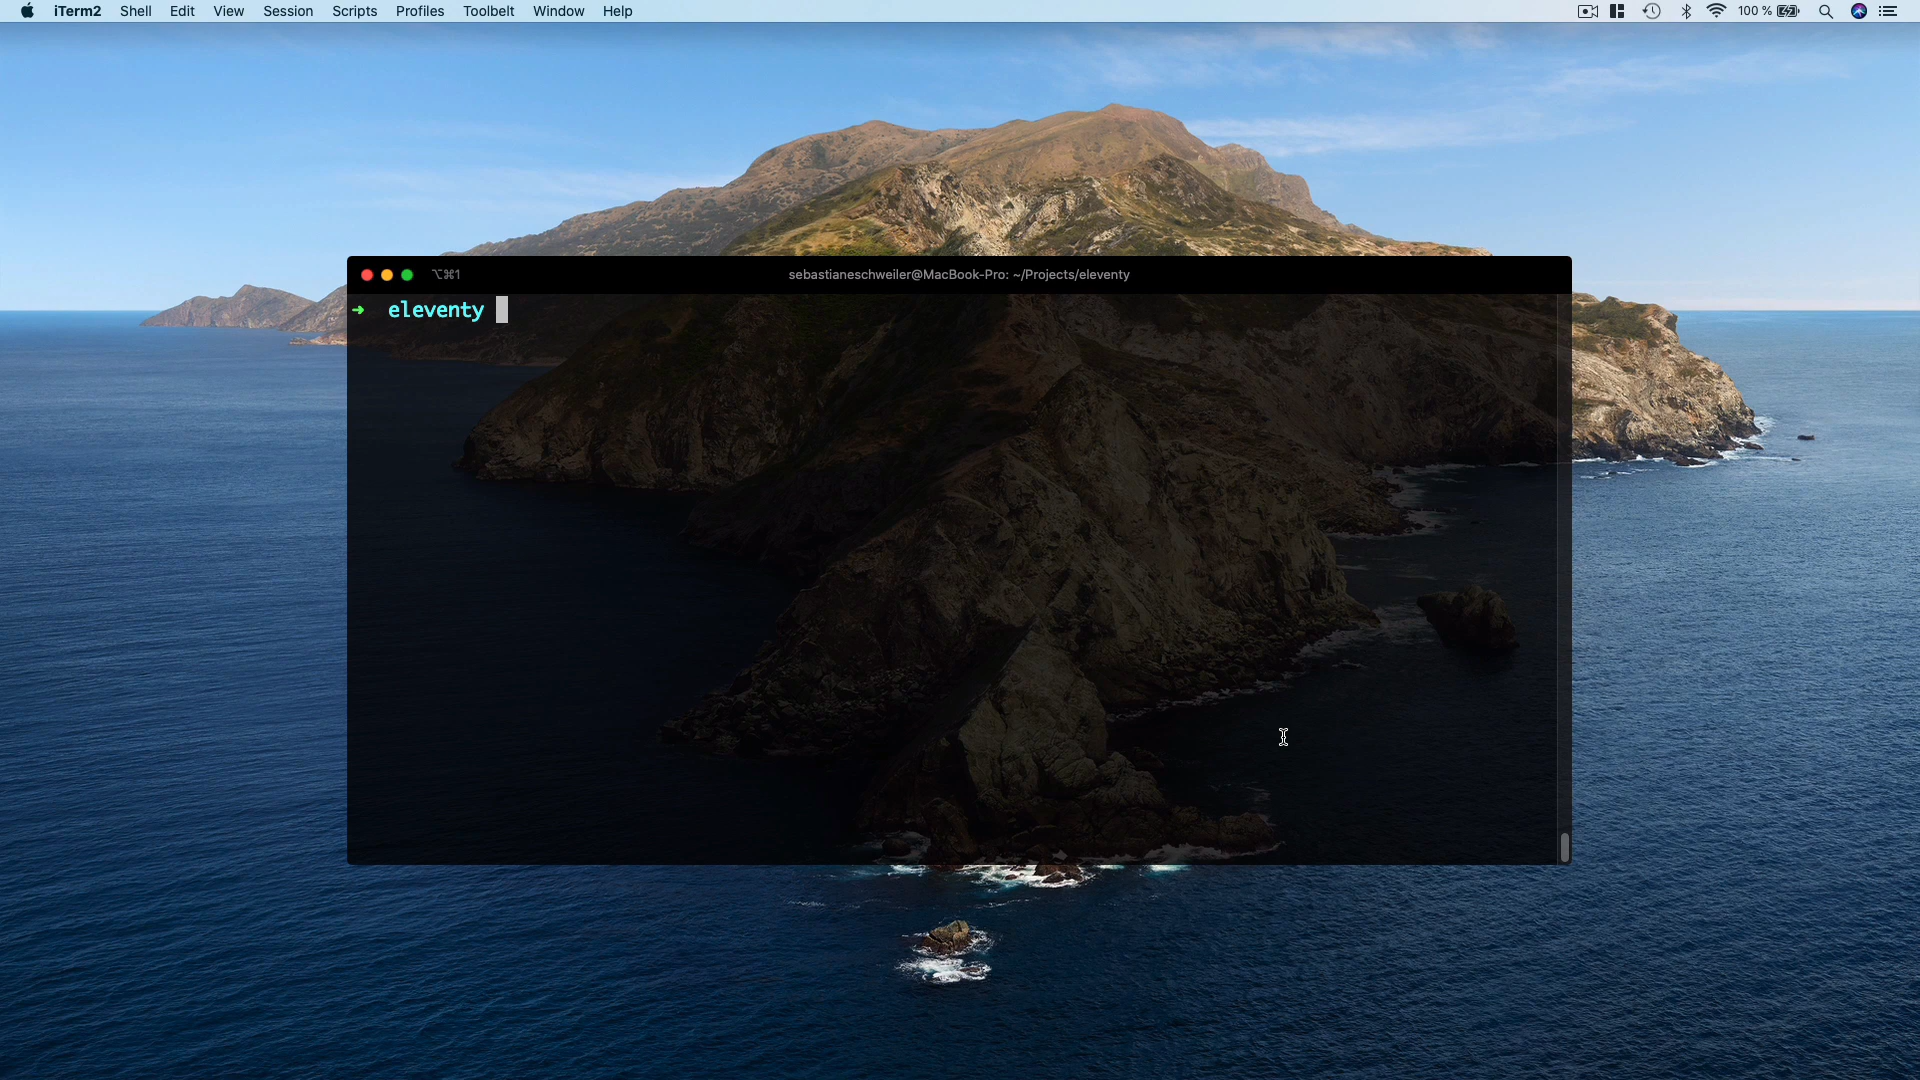 iTerm2 Shell Edit View Session Scripts Profiles Toolbelt Window Help 100 %
⌥⌘1 sebastianeschweiler@MacBook-Pro: ~/Projects/eleventy
➜ eleventy